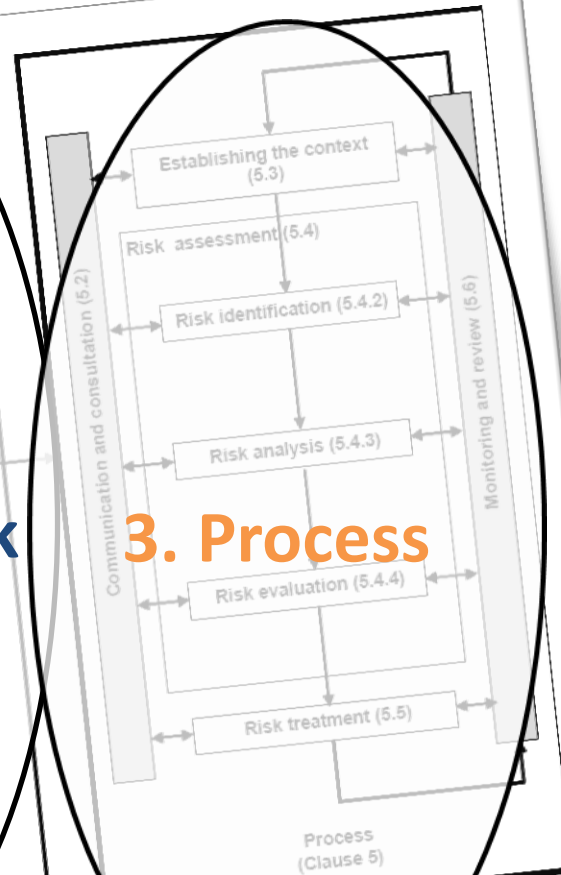 Establishing the context
(5.3)
Risk assessment (5.4)
Risk identification (5.4.2)
Risk analysis (5.4.3)
Risk evaluation (5.4.4)
Risk treatment (5.5)
Communication and consultation (5.2)
Monitoring and review (5.6)
k
3. Process
Process
(Clause 5)